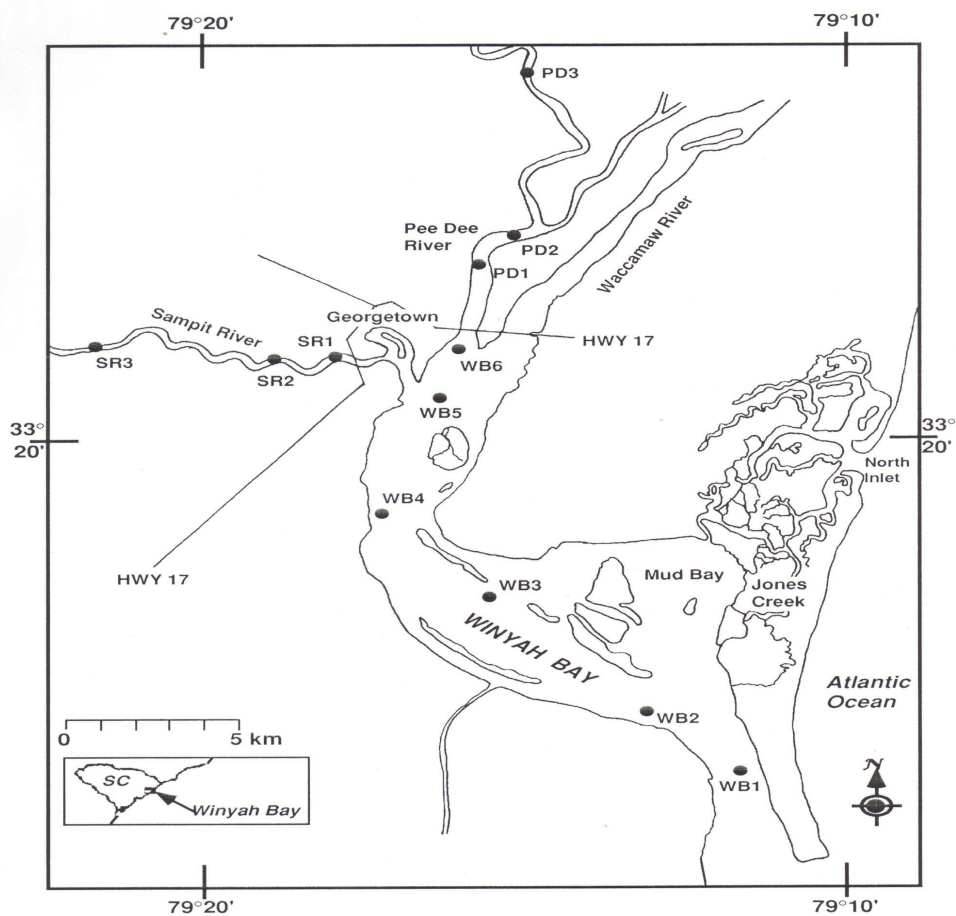 79°20'
79°10'
PD3
Pee Dee
River
PD2
PD1
Waccamaw River
Georgetown
HWY 17
Sampit River
SR1
SR2
SR3
WB6
WB5
33°
20'
33°
20'
North
Inlet
WB4
HWY 17
Mud Bay
Jones
Creek
WB3
WINYAH BAY
Atlantic
Ocean
WB2
WB1
0
5 km
SC
Winyah Bay
N
79°20'
79°10'